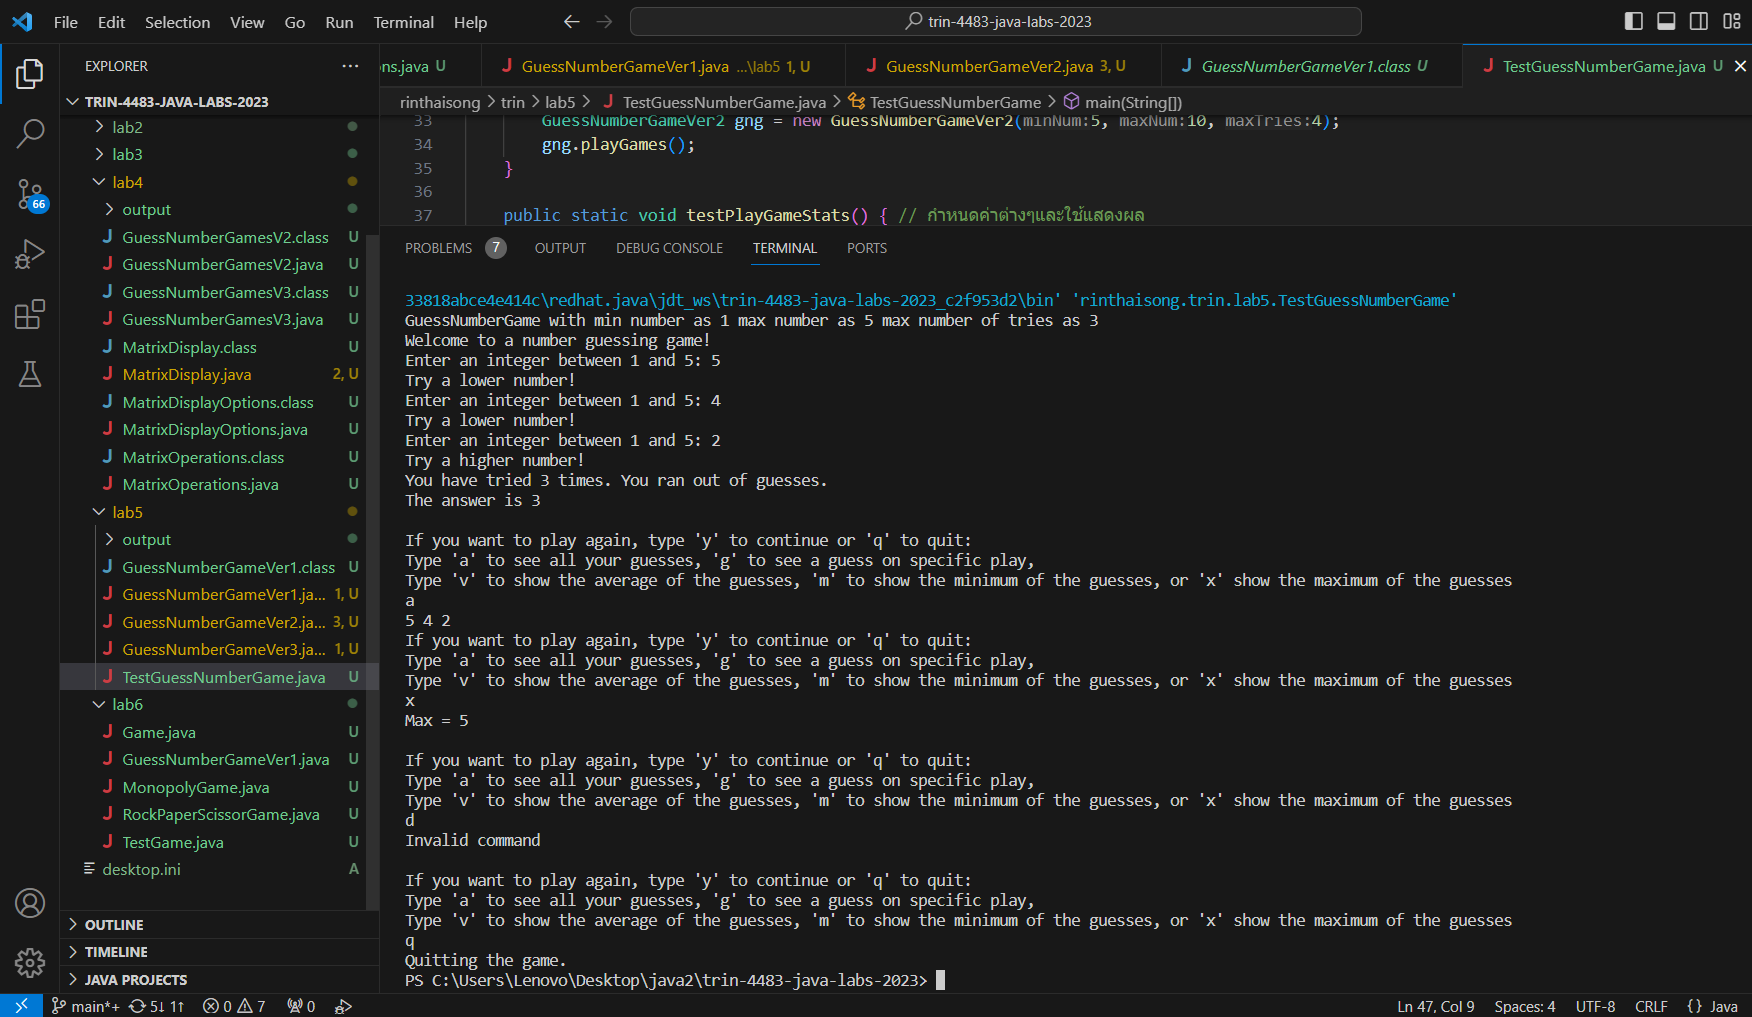 File Edit Selection View Go Run Terminal Help
trin-4483-java-labs-2023
EXPLORER
ns.java U
GuessNumberGameVer1.java ...\lab5 1, U
GuessNumberGameVer2.java 3, U
GuessNumberGameVer1.class U
TestGuessNumberGame.java U
TRIN-4483-JAVA-LABS-2023
rinthaisong > trin > lab5 > TestGuessNumberGame.java > TestGuessNumberGame > main(String[])
lab2
lab3
lab4
output
GuessNumberGamesV2.class U
GuessNumberGamesV2.java U
GuessNumberGamesV3.class U
GuessNumberGamesV3.java U
MatrixDisplay.class U
MatrixDisplay.java 2, U
MatrixDisplayOptions.class U
MatrixDisplayOptions.java U
MatrixOperations.class U
MatrixOperations.java U
lab5
output
GuessNumberGameVer1.class U
GuessNumberGameVer1.ja... 1, U
GuessNumberGameVer2.ja... 3, U
GuessNumberGameVer3.ja... 1, U
TestGuessNumberGame.java U
lab6
Game.java U
GuessNumberGameVer1.java U
MonopolyGame.java U
RockPaperScissorGame.java U
TestGame.java U
desktop.ini A
OUTLINE
TIMELINE
JAVA PROJECTS
66
33 GuessNumberGameVer2 gng = new GuessNumberGameVer2(minNum:5, maxNum:10, maxTries:4);
34 gng.playGames();
35 }
36
37 public static void testPlayGameStats() { // กำหนดค่าต่างๆและใช้แสดงผล
PROBLEMS 7 OUTPUT DEBUG CONSOLE TERMINAL PORTS
33818abce4e414c\redhat.java\jdt_ws\trin-4483-java-labs-2023_c2f953d2\bin' 'rinthaisong.trin.lab5.TestGuessNumberGame'
GuessNumberGame with min number as 1 max number as 5 max number of tries as 3
Welcome to a number guessing game!
Enter an integer between 1 and 5: 5
Try a lower number!
Enter an integer between 1 and 5: 4
Try a lower number!
Enter an integer between 1 and 5: 2
Try a higher number!
You have tried 3 times. You ran out of guesses.
The answer is 3
If you want to play again, type 'y' to continue or 'q' to quit:
Type 'a' to see all your guesses, 'g' to see a guess on specific play,
Type 'v' to show the average of the guesses, 'm' to show the minimum of the guesses, or 'x' show the maximum of the guesses
a
5 4 2
If you want to play again, type 'y' to continue or 'q' to quit:
Type 'a' to see all your guesses, 'g' to see a guess on specific play,
Type 'v' to show the average of the guesses, 'm' to show the minimum of the guesses, or 'x' show the maximum of the guesses
x
Max = 5
If you want to play again, type 'y' to continue or 'q' to quit:
Type 'a' to see all your guesses, 'g' to see a guess on specific play,
Type 'v' to show the average of the guesses, 'm' to show the minimum of the guesses, or 'x' show the maximum of the guesses
d
Invalid command
If you want to play again, type 'y' to continue or 'q' to quit:
Type 'a' to see all your guesses, 'g' to see a guess on specific play,
Type 'v' to show the average of the guesses, 'm' to show the minimum of the guesses, or 'x' show the maximum of the guesses
q
Quitting the game.
PS C:\Users\Lenovo\Desktop\java2\trin-4483-java-labs-2023>
main*+ 5↓ 1↑ 0 7 0 Ln 47, Col 9 Spaces: 4 UTF-8 CRLF {} Java